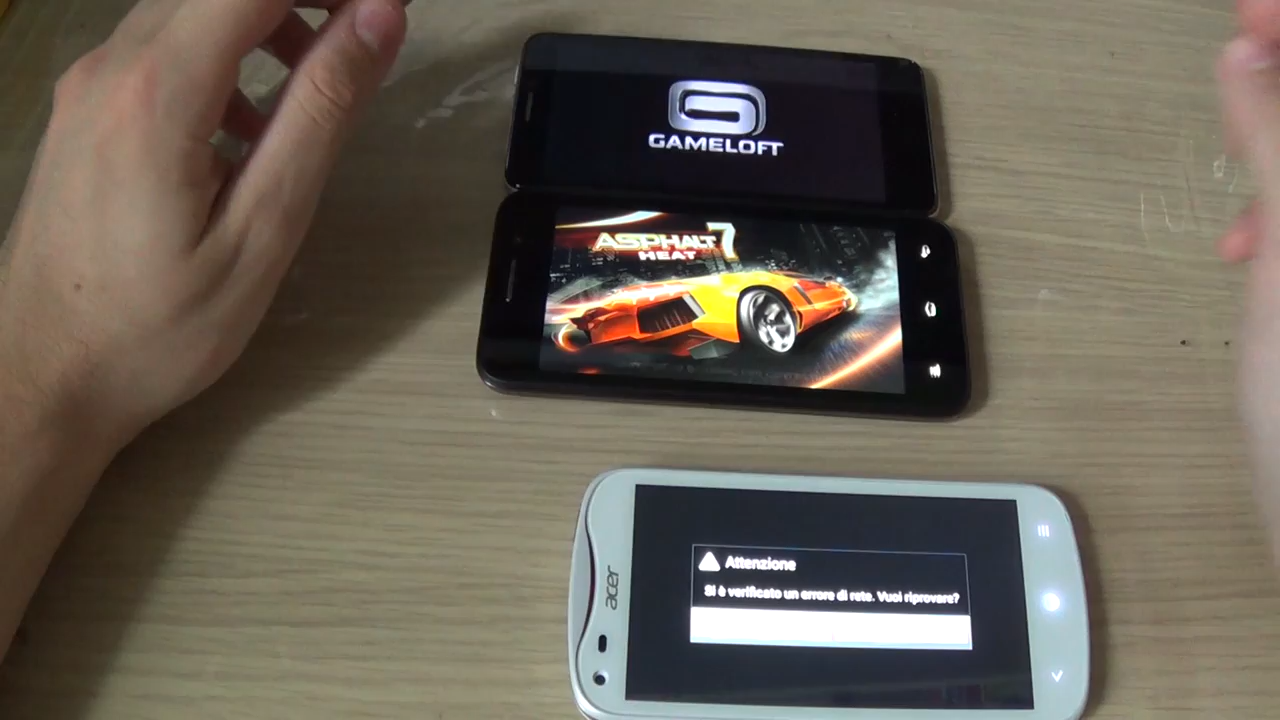 GAMELOFT
ASPHALT 7
HEAT
acer
Attenzione
Si è verificato un errore di rete. Vuoi riprovare?